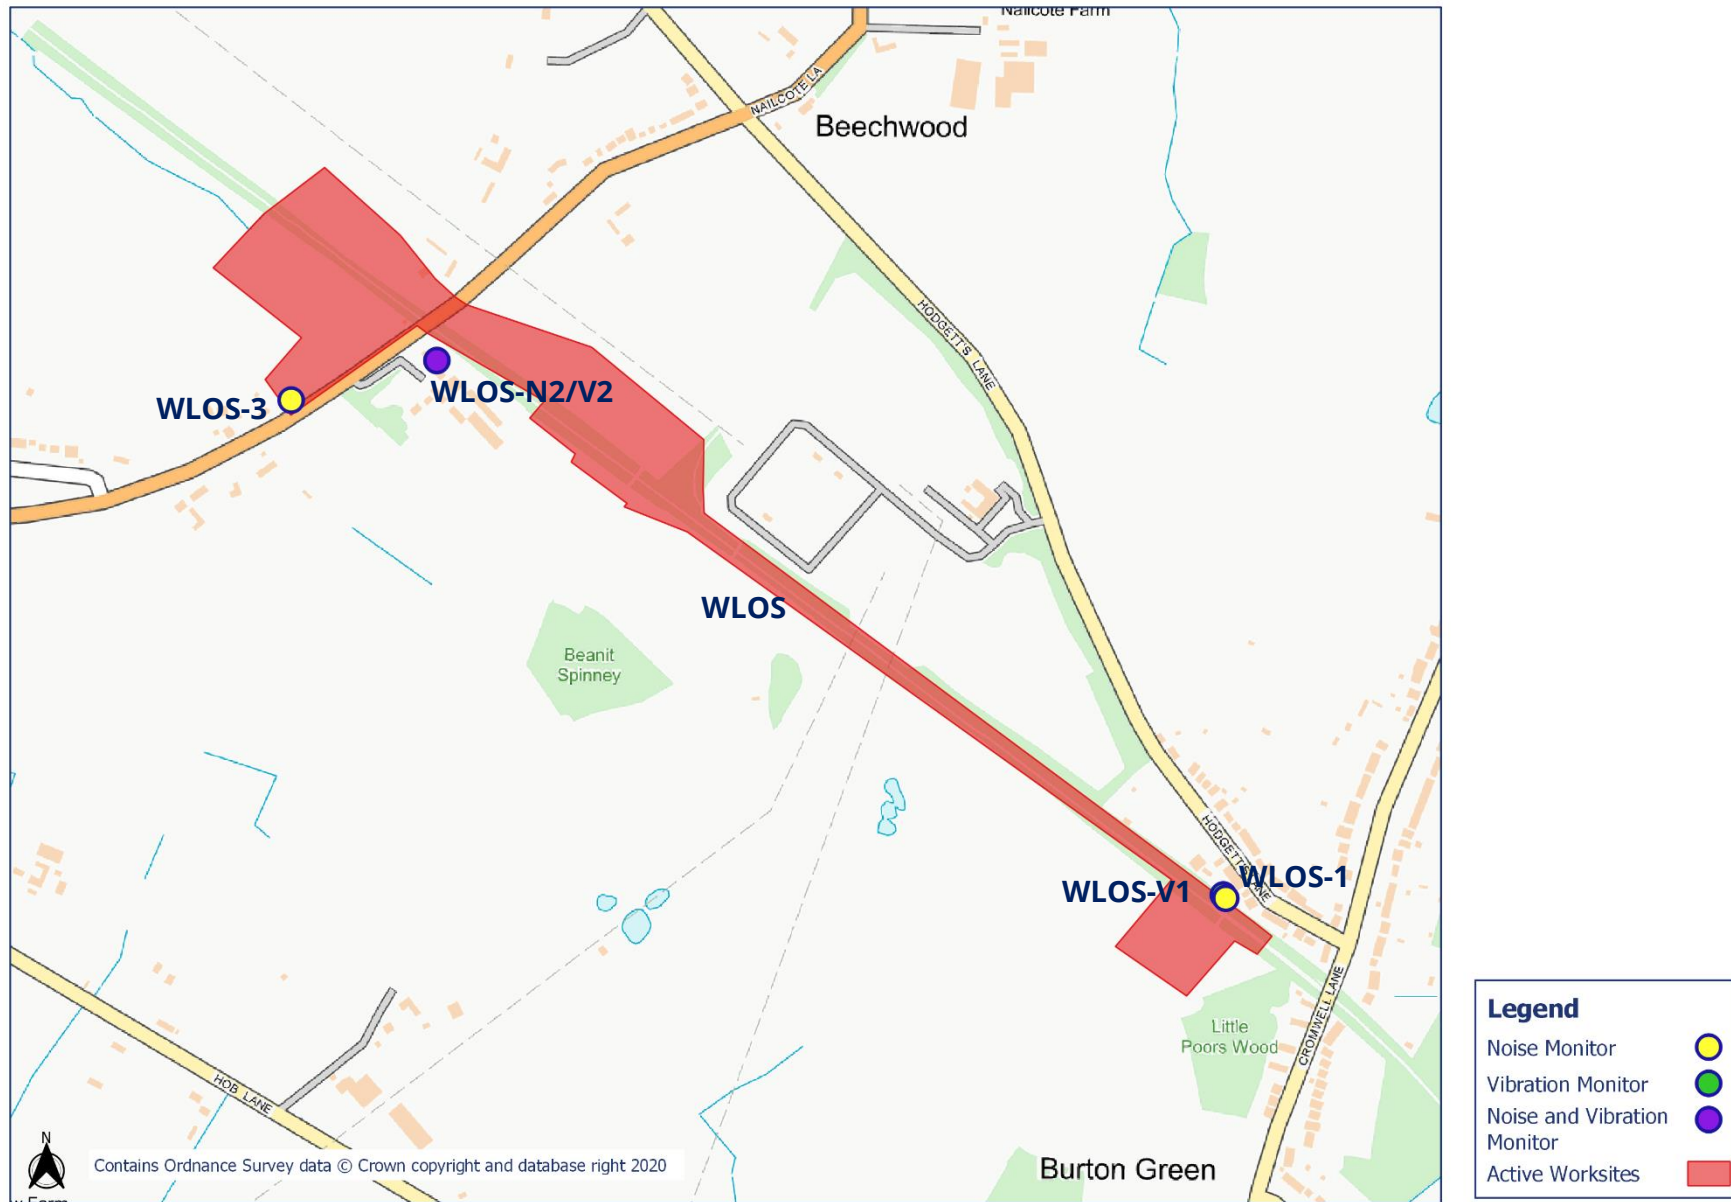 Nailcote Farm
NAILCOTE LA
Beechwood
HODGETT'S LANE
WLOS-N2/V2
WLOS-3
WLOS
Beanit
Spinney
HODGETT'S LANE
WLOS-1
WLOS-V1
Little
Poors Wood
CROMWELL LANE
HOB LANE
Burton Green
N
Contains Ordnance Survey data © Crown copyright and database right 2020
Farm
Legend
Noise Monitor
Vibration Monitor
Noise and Vibration
Monitor
Active Worksites